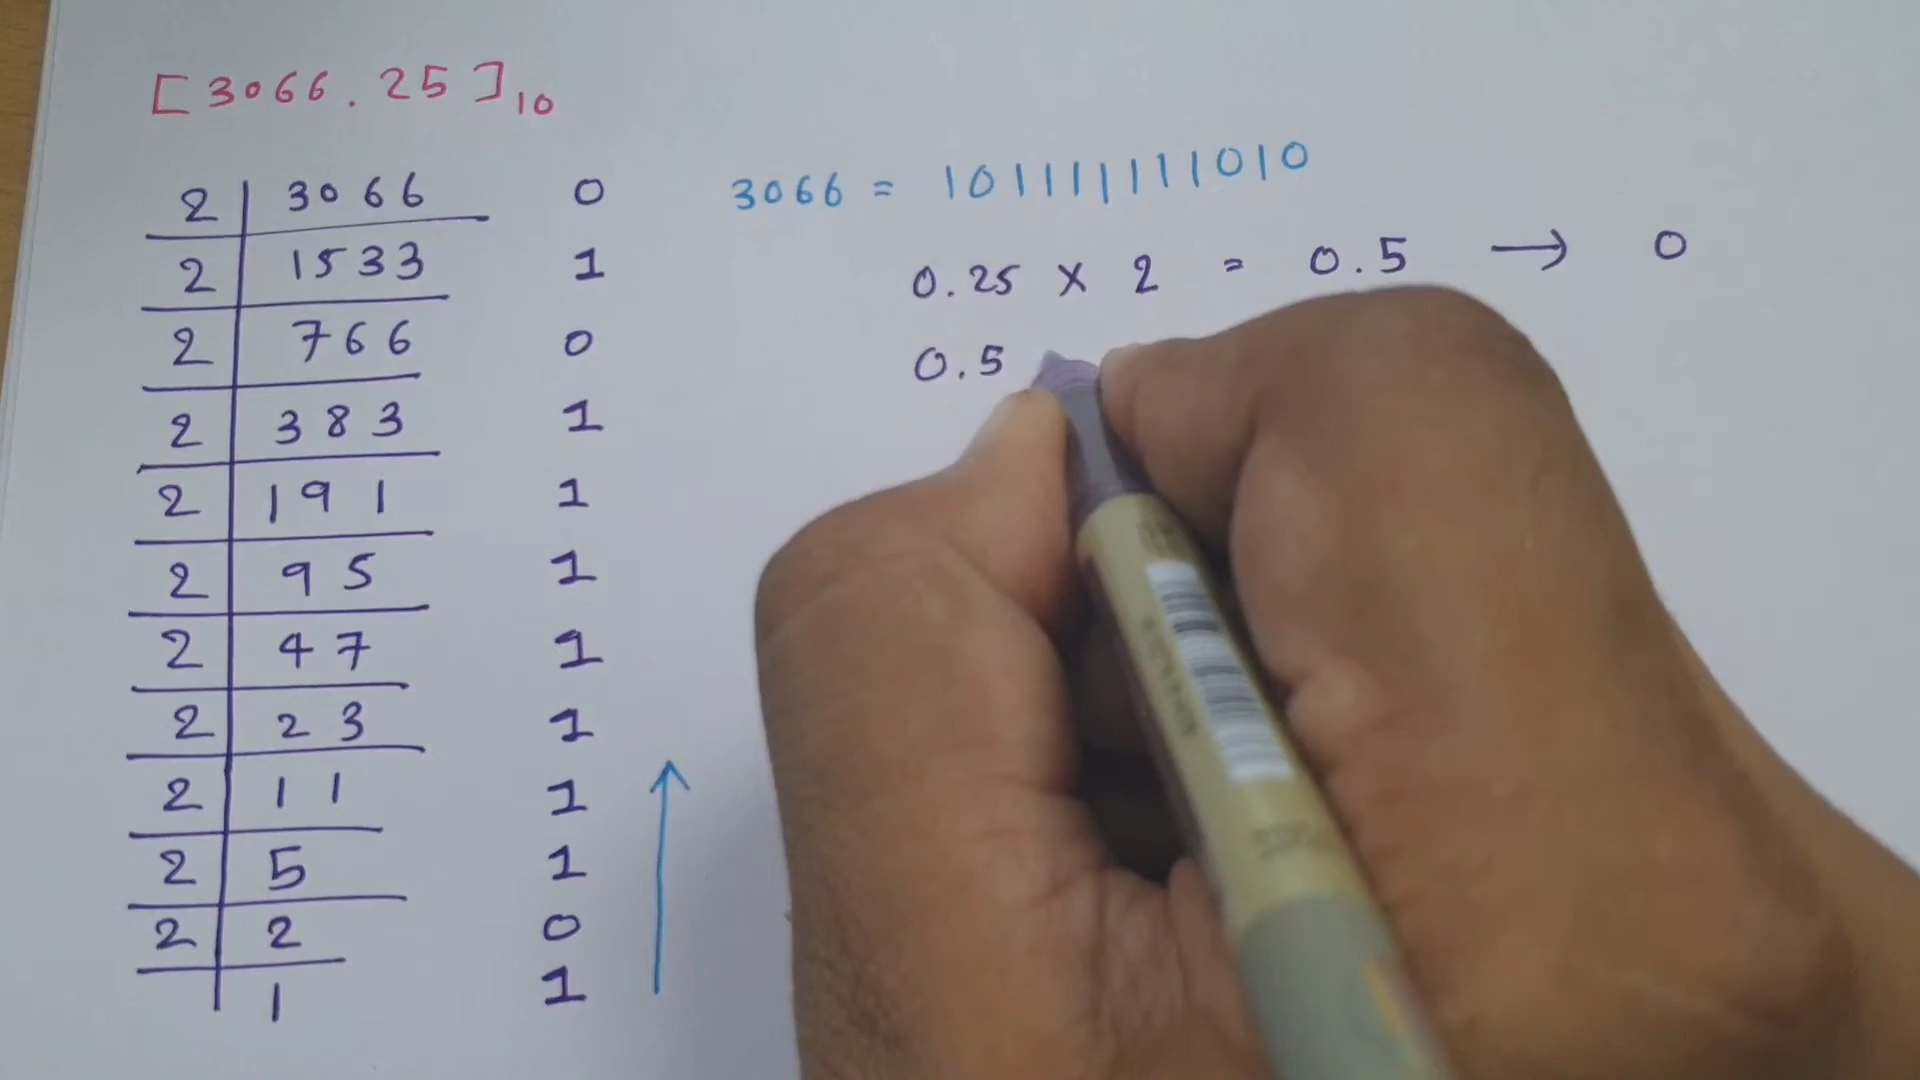 [3066.25]10
2 3066 0
2 1533 1
2 766 0
2 383 1
2 191 1
2 95 1
2 47 1
2 23 1
2 11 1
2 5 1
2 2 0
1 1
3066 = 101111111010
0.25 × 2 = 0.5 → 0
0.5